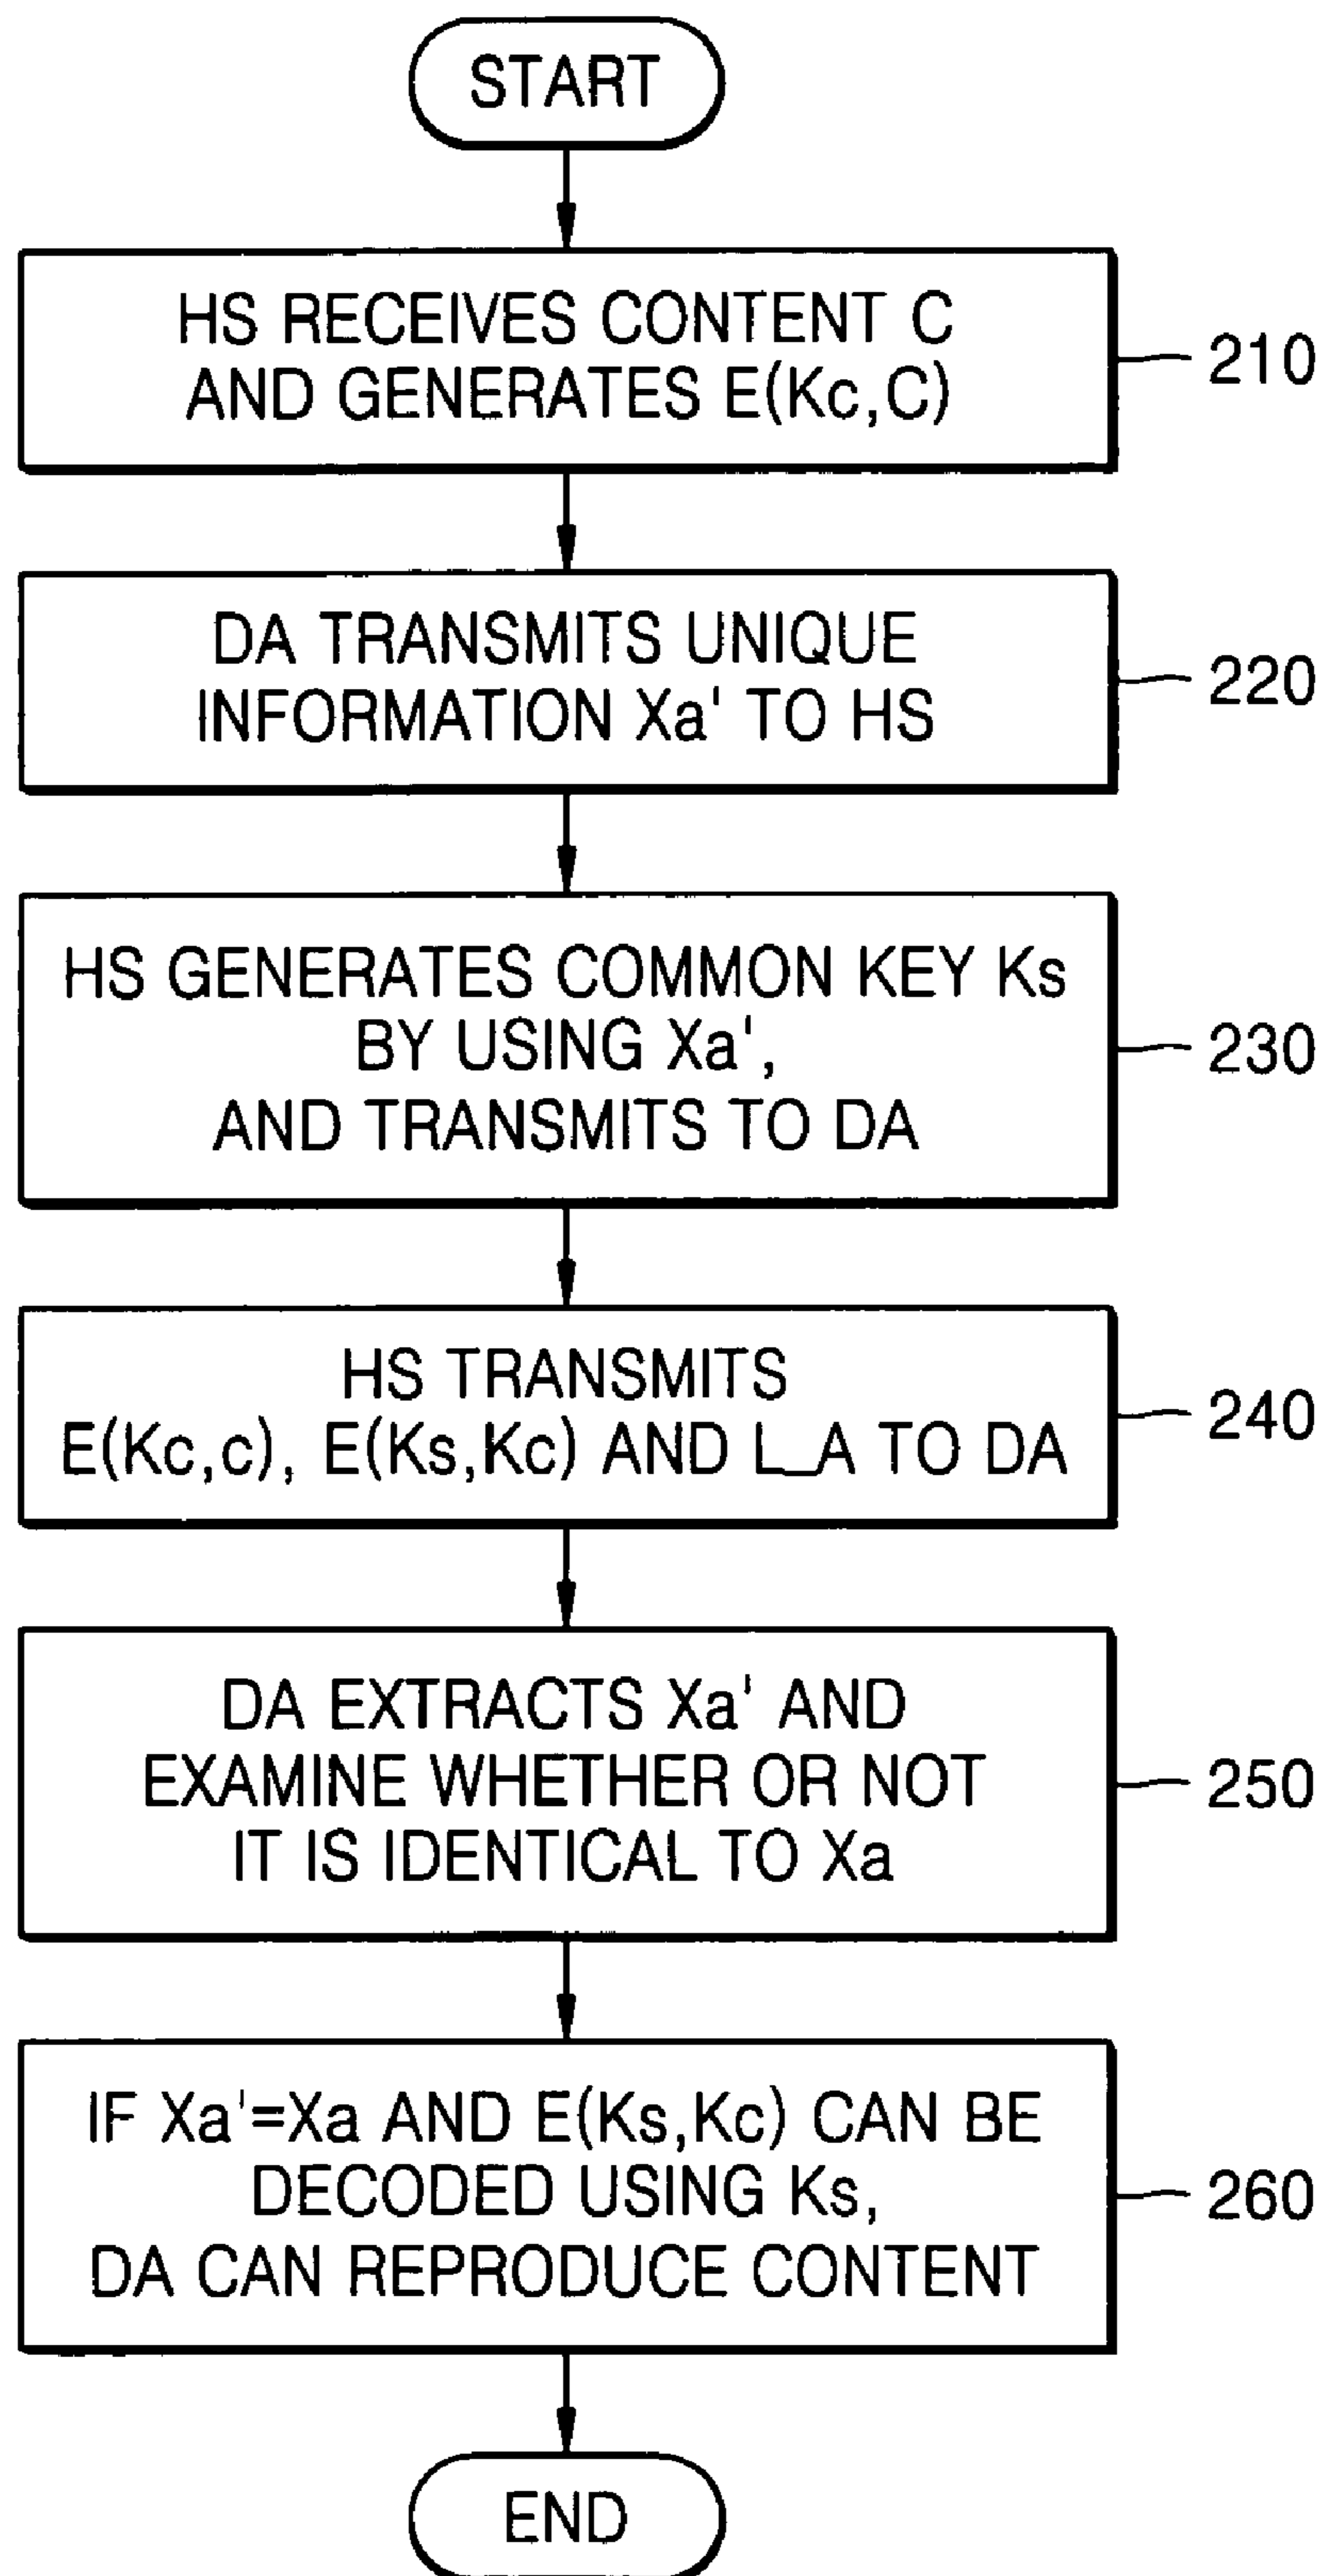 START
HS RECEIVES CONTENT C
AND GENERATES E(Kc,C)
210
DA TRANSMITS UNIQUE
INFORMATION Xa' TO HS
220
HS GENERATES COMMON KEY Ks
BY USING Xa',
AND TRANSMITS TO DA
230
HS TRANSMITS
E(Kc,c), E(Ks,Kc) AND L_A TO DA
240
DA EXTRACTS Xa' AND
EXAMINE WHETHER OR NOT
IT IS IDENTICAL TO Xa
250
IF Xa'=Xa AND E(Ks,Kc) CAN BE
DECODED USING Ks,
DA CAN REPRODUCE CONTENT
260
END